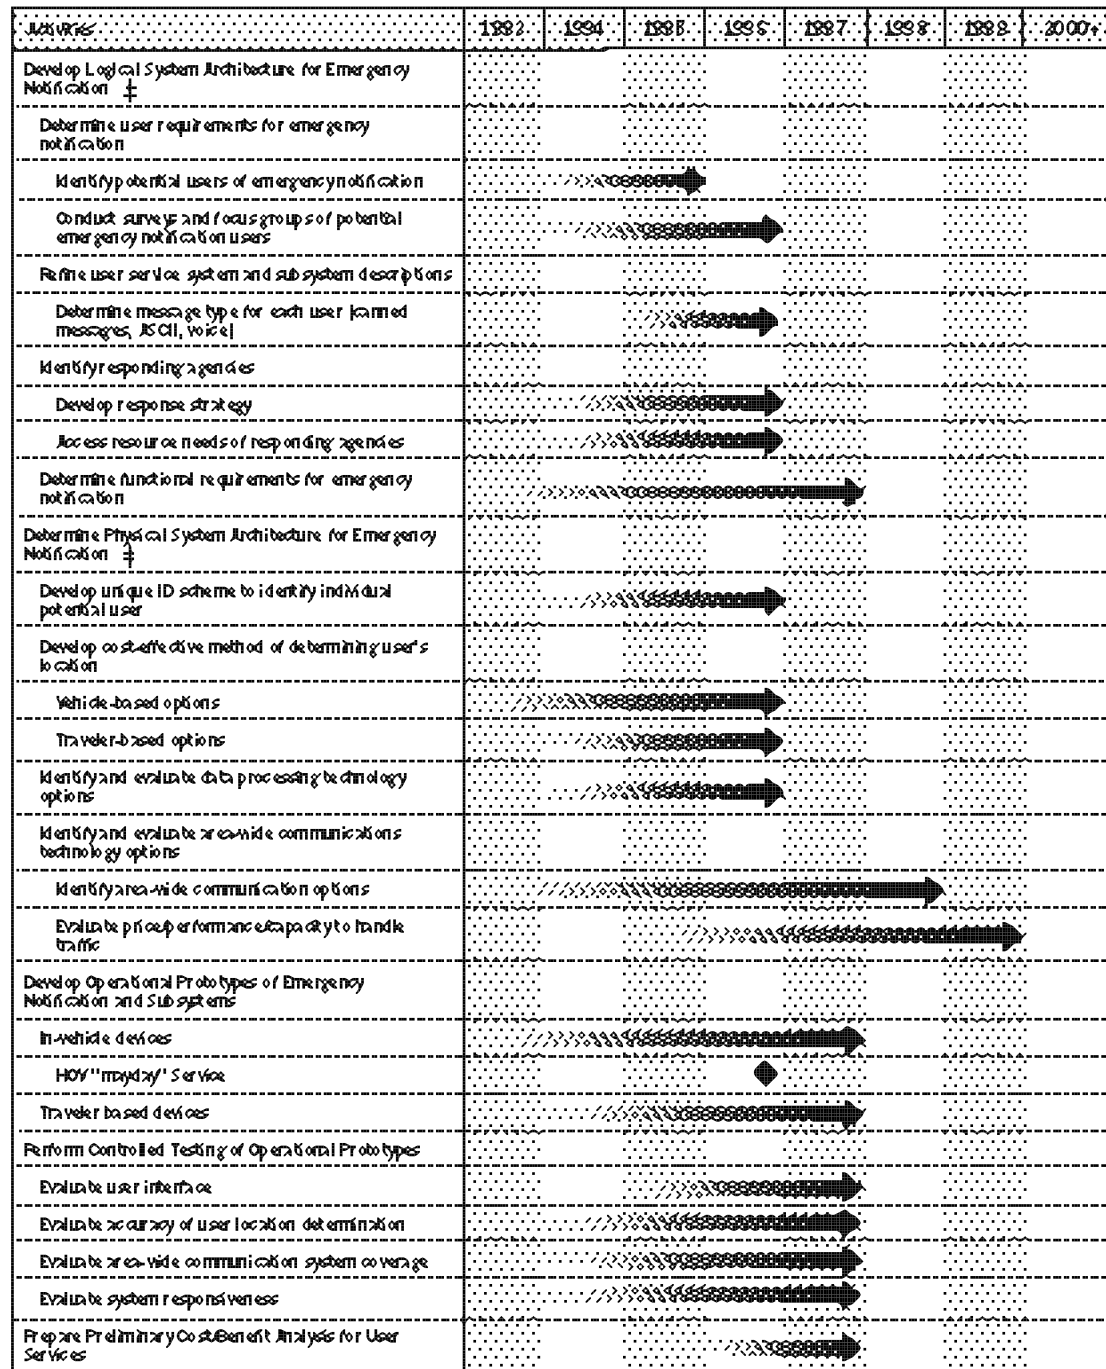 Activities 1993 1994 1995 1996 1997 1998 1999 2000+
Develop Logical System Architecture for Emergency
Notification ‡
Determine user requirements for emergency
notification
Identify potential users of emergency notification
Conduct surveys and focus groups of potential
emergency notification users
Refine user service system and subsystem descriptions
Determine message type for each user (canned
messages, ASCII, voice)
Identify responding agencies
Develop response strategy
Access resource needs of responding agencies
Determine functional requirements for emergency
notification
Determine Physical System Architecture for Emergency
Notification ‡
Develop unique ID scheme to identify individual
potential user
Develop cost-effective method of determining user's
location
Vehicle-based options
Traveler-based options
Identify and evaluate data processing technology
options
Identify and evaluate area-wide communications
technology options
Identify area-wide communication options
Evaluate price/performance/capacity to handle
traffic
Develop Operational Prototypes of Emergency
Notification and Subsystems
In-vehicle devices
HOV "mayday" Service
Traveler based devices
Perform Controlled Testing of Operational Prototypes
Evaluate user interface
Evaluate accuracy of user location determination
Evaluate area-wide communication system coverage
Evaluate system responsiveness
Prepare Preliminary Cost/Benefit Analysis for User
Services